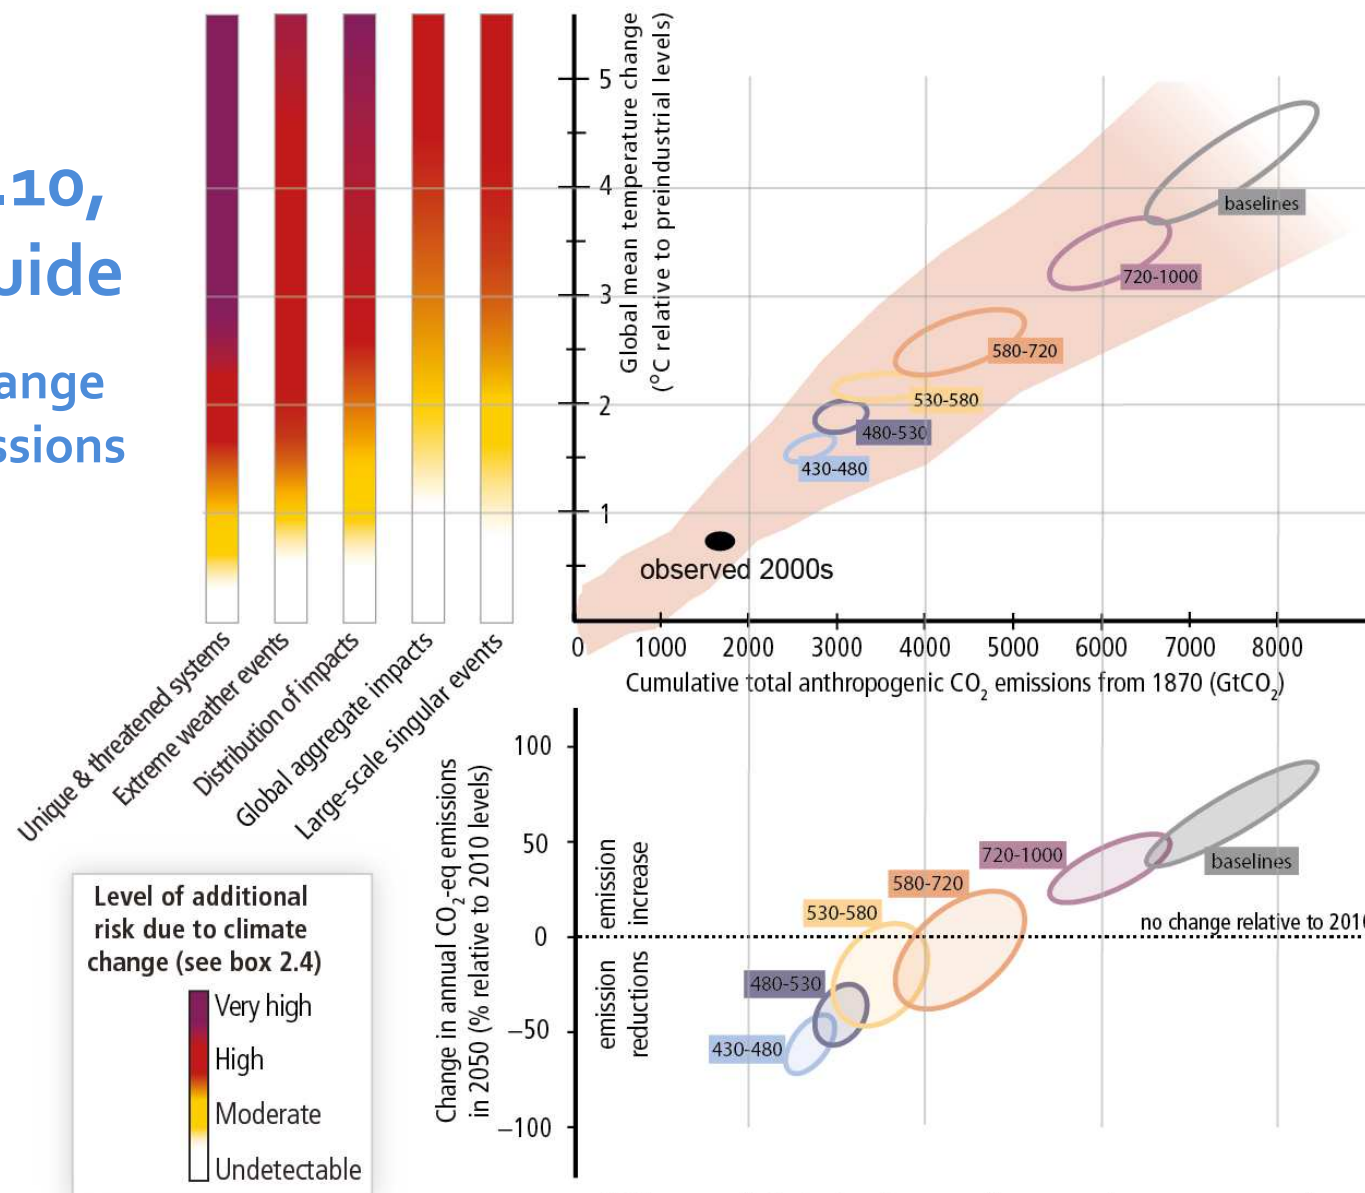 .10,
uide
ange
ssions
Global mean temperature change
(°C relative to preindustrial levels)
5
4
3
2
1
baselines
720-1000
580-720
530-580
480-530
430-480
observed 2000s
0 1000 2000 3000 4000 5000 6000 7000 8000
Cumulative total anthropogenic CO₂ emissions from 1870 (GtCO₂)
Unique & threatened systems
Extreme weather events
Distribution of impacts
Global aggregate impacts
Large-scale singular events
Level of additional
risk due to climate
change (see box 2.4)
Very high
High
Moderate
Undetectable
Change in annual CO₂-eq emissions
in 2050 (% relative to 2010 levels)
100
50
0
−50
−100
emission
increase
emission
reductions
720-1000
baselines
580-720
530-580
no change relative to 2010
480-530
430-480